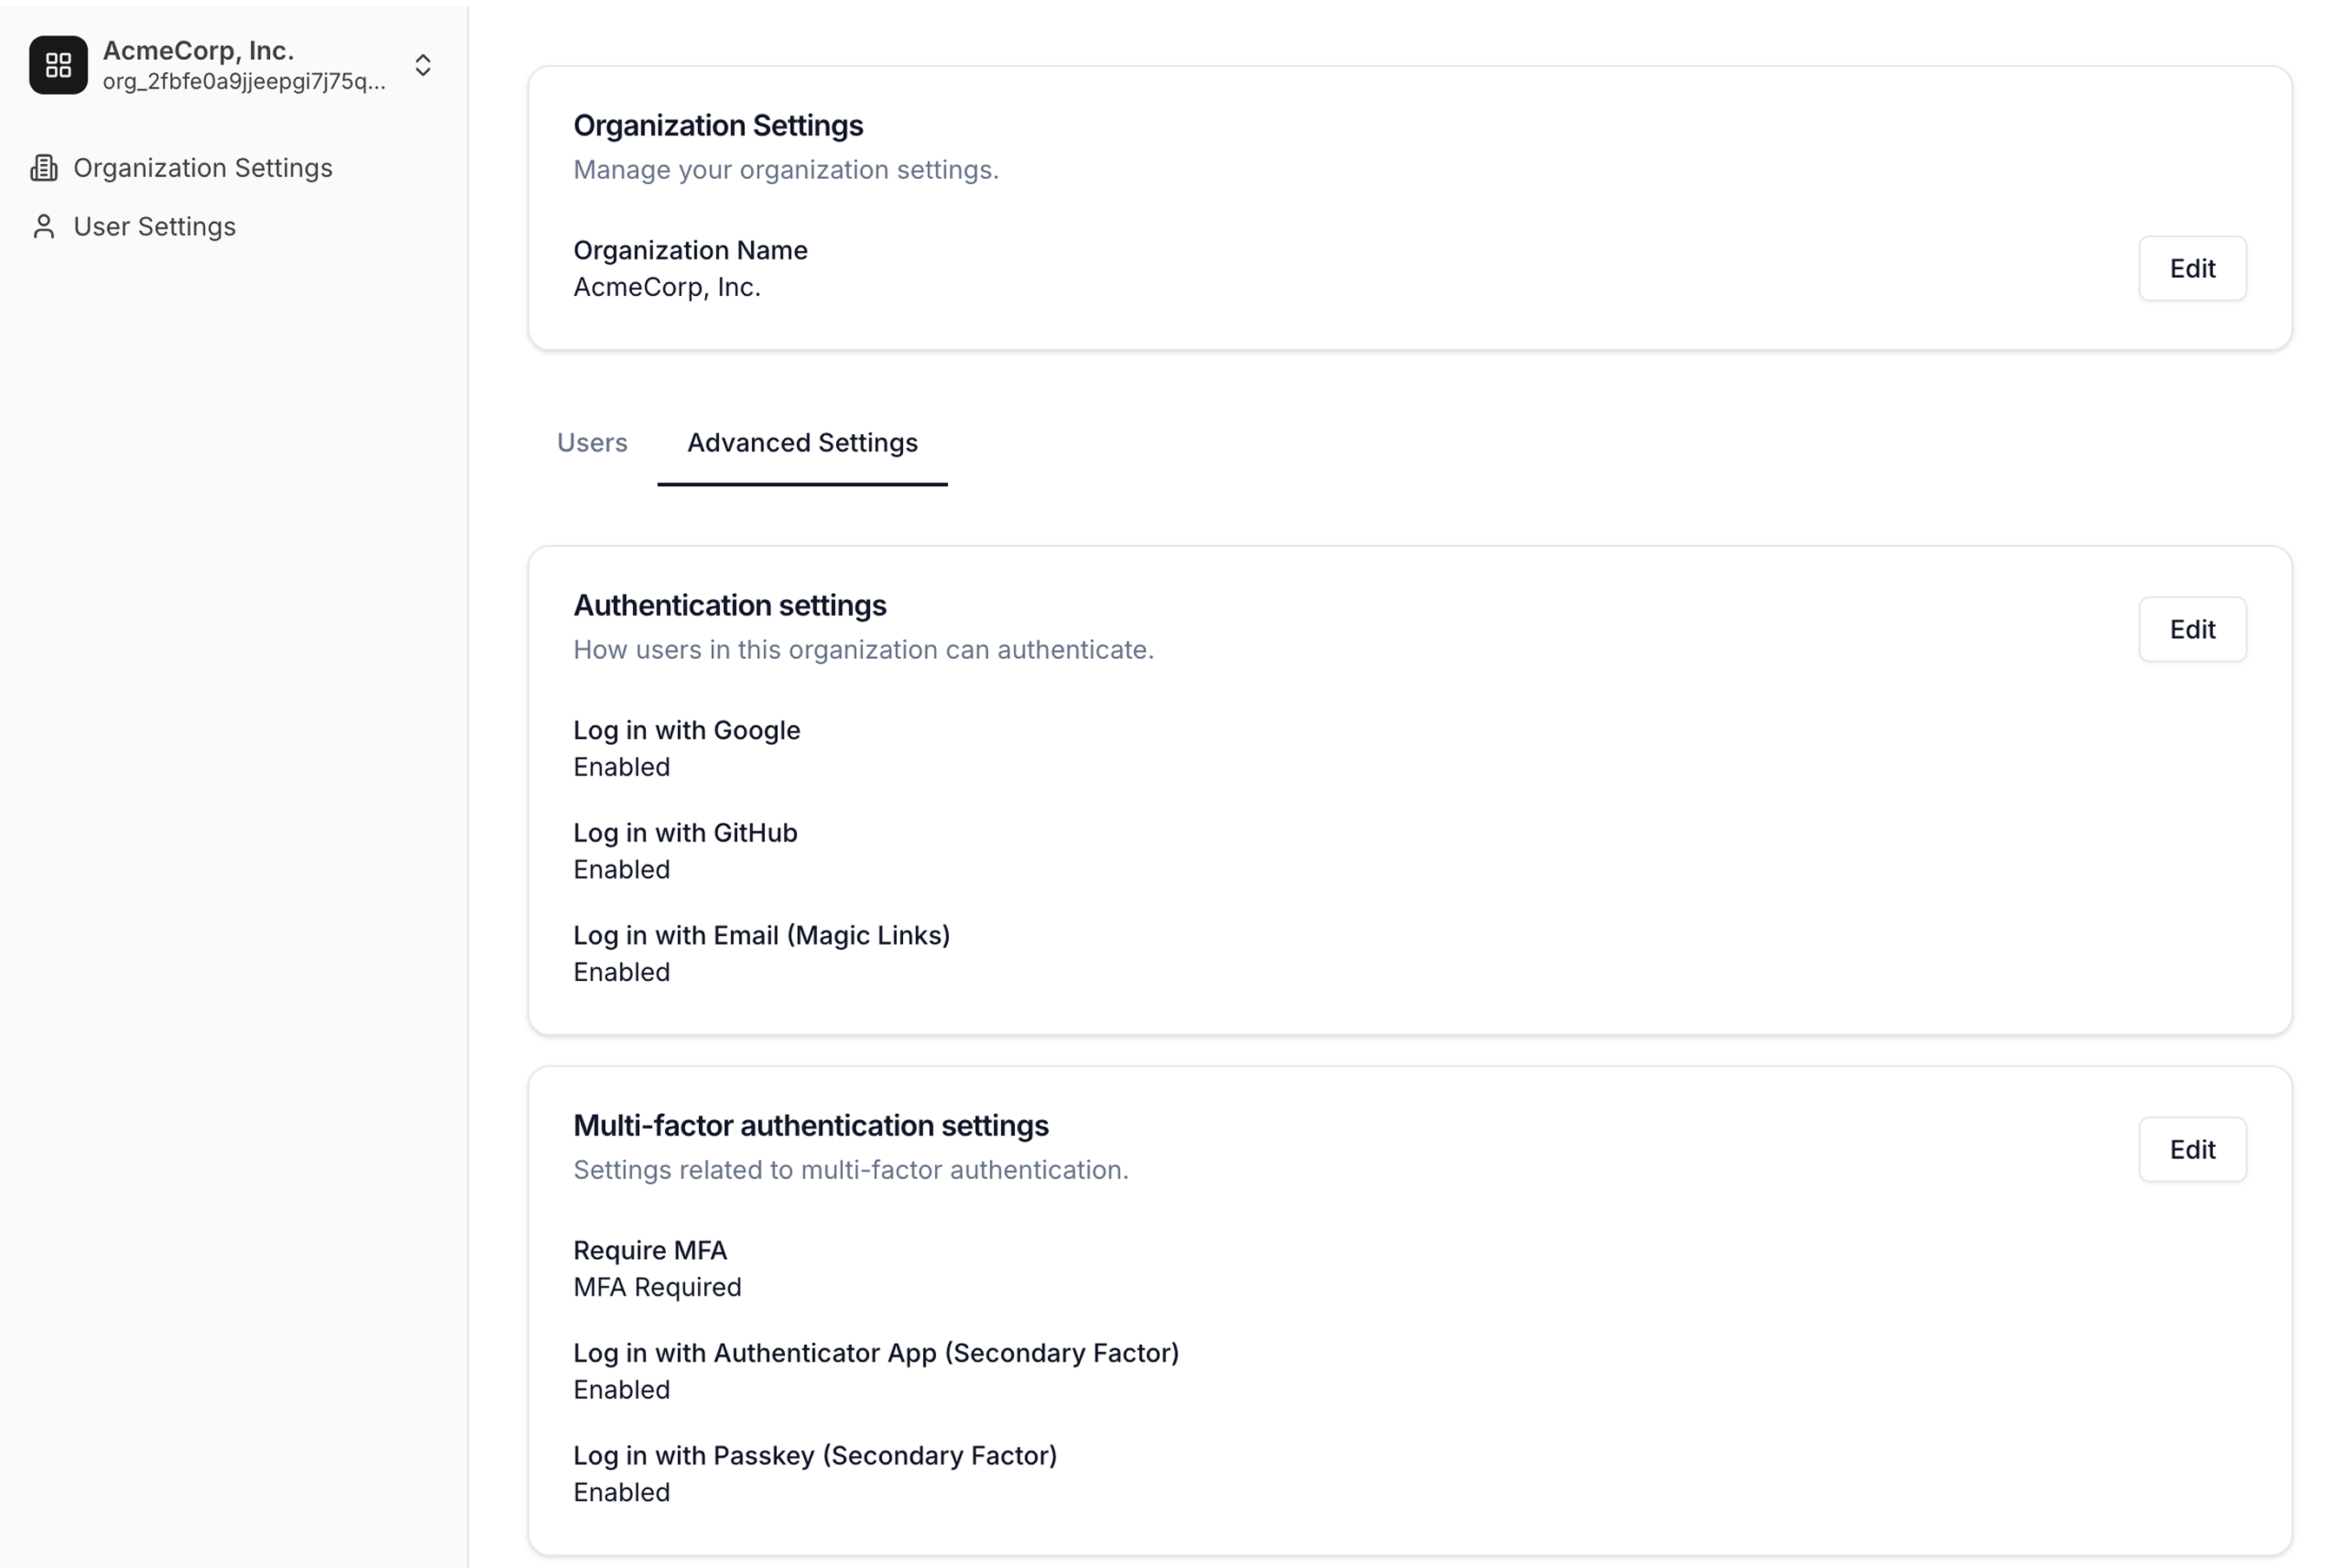 AcmeCorp, Inc.
org_2fbfe0a9jjeepgi7j75q...
Organization Settings
User Settings
Organization Settings
Manage your organization settings.
Organization Name
AcmeCorp, Inc.
Edit
Users
Advanced Settings
Authentication settings
How users in this organization can authenticate.
Edit
Log in with Google
Enabled
Log in with GitHub
Enabled
Log in with Email (Magic Links)
Enabled
Multi-factor authentication settings
Settings related to multi-factor authentication.
Edit
Require MFA
MFA Required
Log in with Authenticator App (Secondary Factor)
Enabled
Log in with Passkey (Secondary Factor)
Enabled